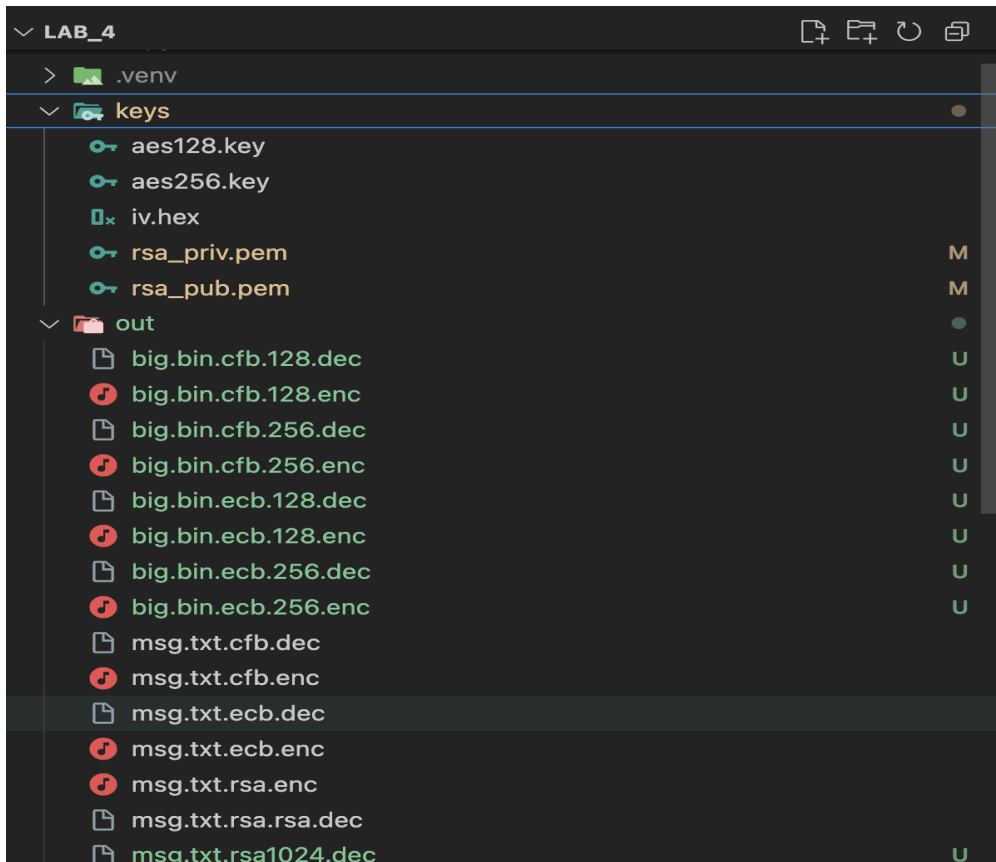 LAB_4
.venv
keys
aes128.key
aes256.key
iv.hex
rsa_priv.pem M
rsa_pub.pem M
out
big.bin.cfb.128.dec U
big.bin.cfb.128.enc U
big.bin.cfb.256.dec U
big.bin.cfb.256.enc U
big.bin.ecb.128.dec U
big.bin.ecb.128.enc U
big.bin.ecb.256.dec U
big.bin.ecb.256.enc U
msg.txt.cfb.dec
msg.txt.cfb.enc
msg.txt.ecb.dec
msg.txt.ecb.enc
msg.txt.rsa.enc
msg.txt.rsa.rsa.dec
msg.txt.rsa1024.dec U